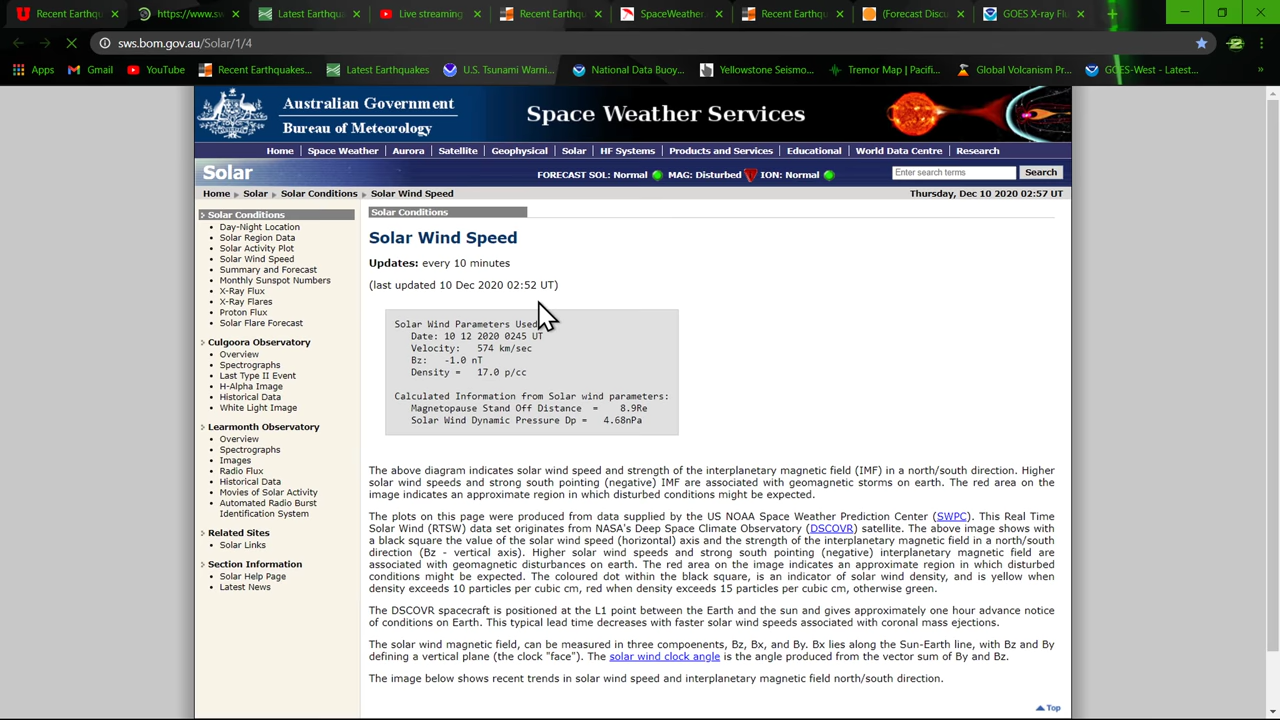 Recent Earthqu
https://www.sw
Latest Earthqua
Live streaming
Recent Earthqu
SpaceWeather.
Recent Earthqu
(Forecast Discu
GOES X-ray Flu
sws.bom.gov.au/Solar/1/4
Apps
Gmail
YouTube
Recent Earthquakes...
Latest Earthquakes
U.S. Tsunami Warni...
National Data Buoy...
Yellowstone Seismo...
Tremor Map | Pacifi...
Global Volcanism Pr...
GOES-West - Latest...
Australian Government
Bureau of Meteorology
Space Weather Services
Home | Space Weather | Aurora | Satellite | Geophysical | Solar | HF Systems | Products and Services | Educational | World Data Centre | Research
Solar
FORECAST SOL: Normal MAG: Disturbed ION: Normal
Enter search terms
Search
Home Solar Solar Conditions Solar Wind Speed
Thursday, Dec 10 2020 02:57 UT
Solar Conditions
Day-Night Location
Solar Region Data
Solar Activity Plot
Solar Wind Speed
Summary and Forecast
Monthly Sunspot Numbers
X-Ray Flux
X-Ray Flares
Proton Flux
Solar Flare Forecast
Culgoora Observatory
Overview
Spectrographs
Last Type II Event
H-Alpha Image
Historical Data
White Light Image
Learmonth Observatory
Overview
Spectrographs
Images
Radio Flux
Historical Data
Movies of Solar Activity
Automated Radio Burst
Identification System
Related Sites
Solar Links
Section Information
Solar Help Page
Latest News
Solar Conditions
Solar Wind Speed
Updates: every 10 minutes
(last updated 10 Dec 2020 02:52 UT)
Solar Wind Parameters Used
Date: 10 12 2020 0245 UT
Velocity: 574 km/sec
Bz: -1.0 nT
Density = 17.0 p/cc
Calculated Information from Solar wind parameters:
Magnetopause Stand Off Distance = 8.9Re
Solar Wind Dynamic Pressure Dp = 4.68nPa
The above diagram indicates solar wind speed and strength of the interplanetary magnetic field (IMF) in a north/south direction. Higher
solar wind speeds and strong south pointing (negative) IMF are associated with geomagnetic storms on earth. The red area on the
image indicates an approximate region in which disturbed conditions might be expected.
The plots on this page were produced from data supplied by the US NOAA Space Weather Prediction Center (SWPC). This Real Time
Solar Wind (RTSW) data set originates from NASA's Deep Space Climate Observatory (DSCOVR) satellite. The above image shows with
a black square the value of the solar wind speed (horizontal) axis and the strength of the interplanetary magnetic field in a north/south
direction (Bz - vertical axis). Higher solar wind speeds and strong south pointing (negative) interplanetary magnetic field are
associated with geomagnetic disturbances on earth. The red area on the image indicates an approximate region in which disturbed
conditions might be expected. The coloured dot within the black square, is an indicator of solar wind density, and is yellow when
density exceeds 10 particles per cubic cm, red when density exceeds 15 particles per cubic cm, otherwise green.
The DSCOVR spacecraft is positioned at the L1 point between the Earth and the sun and gives approximately one hour advance notice
of conditions on Earth. This typical lead time decreases with faster solar wind speeds associated with coronal mass ejections.
The solar wind magnetic field, can be measured in three compoenents, Bz, Bx, and By. Bx lies along the Sun-Earth line, with Bz and By
defining a vertical plane (the clock "face"). The solar wind clock angle is the angle produced from the vector sum of By and Bz.
The image below shows recent trends in solar wind speed and interplanetary magnetic field north/south direction.
Top